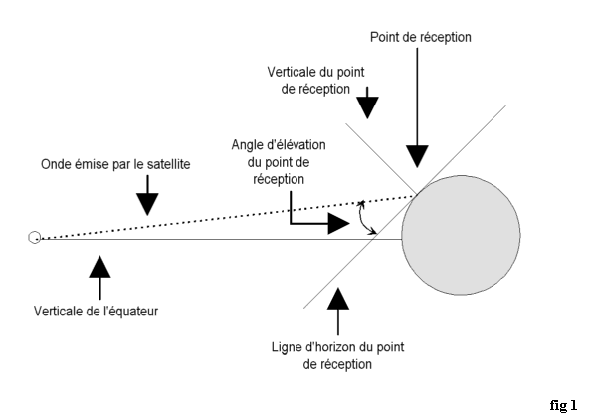 Point de réception
Verticale du point
de réception
Angle d'élévation
du point de
réception
Onde émise par le satellite
Verticale de l'équateur
Ligne d'horizon du point
de réception
fig 1